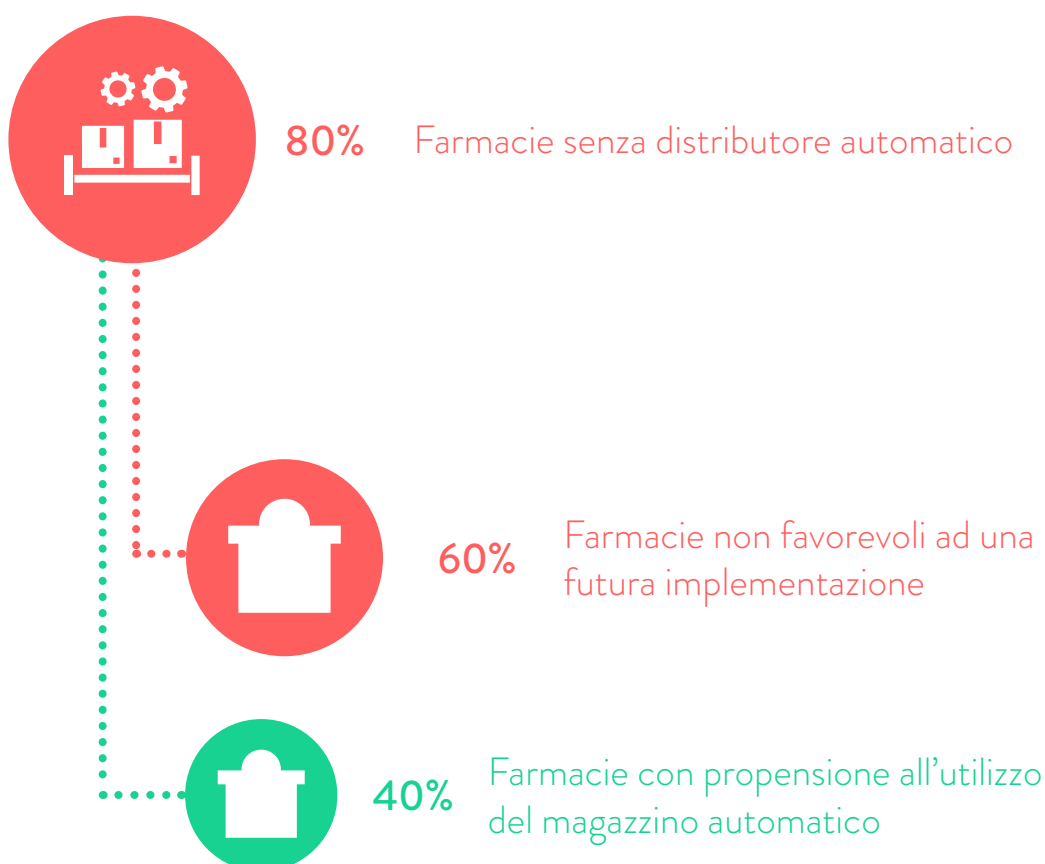 80% Farmacie senza distributore automatico
60% Farmacie non favorevoli ad una
futura implementazione
40% Farmacie con propensione all’utilizzo
del magazzino automatico